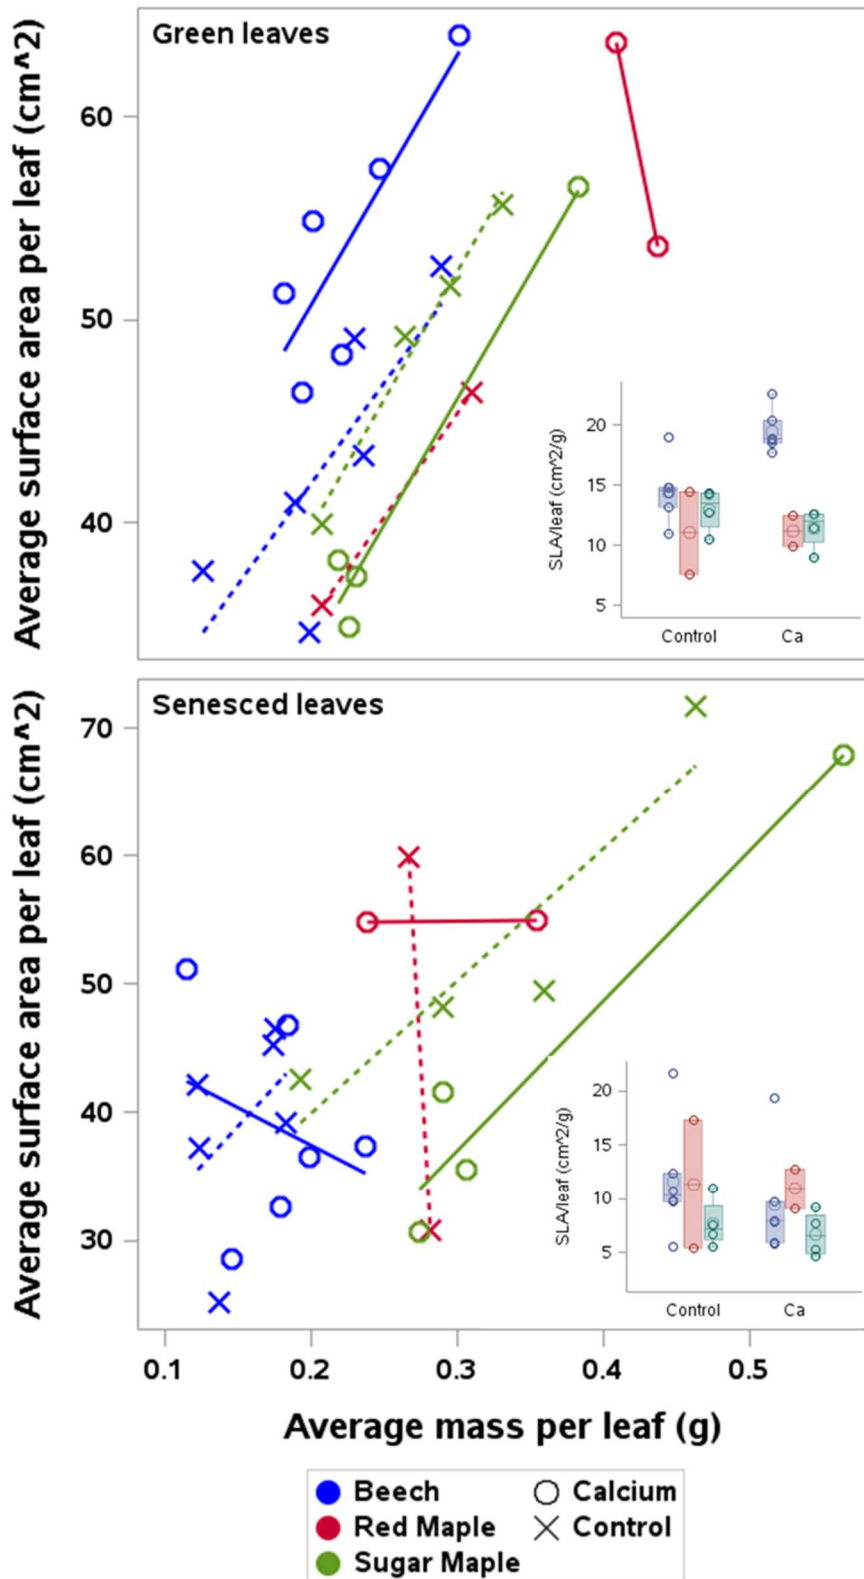 Green leaves
Average surface area per leaf (cm^2)
60
50
40
SLA/leaf (cm^2/g)
20
15
10
5
Control Ca
Senesced leaves
Average surface area per leaf (cm^2)
70
60
50
40
30
SLA/leaf (cm^2/g)
20
15
10
5
Control Ca
0.1 0.2 0.3 0.4 0.5
Average mass per leaf (g)
Beech Calcium
Red Maple Control
Sugar Maple